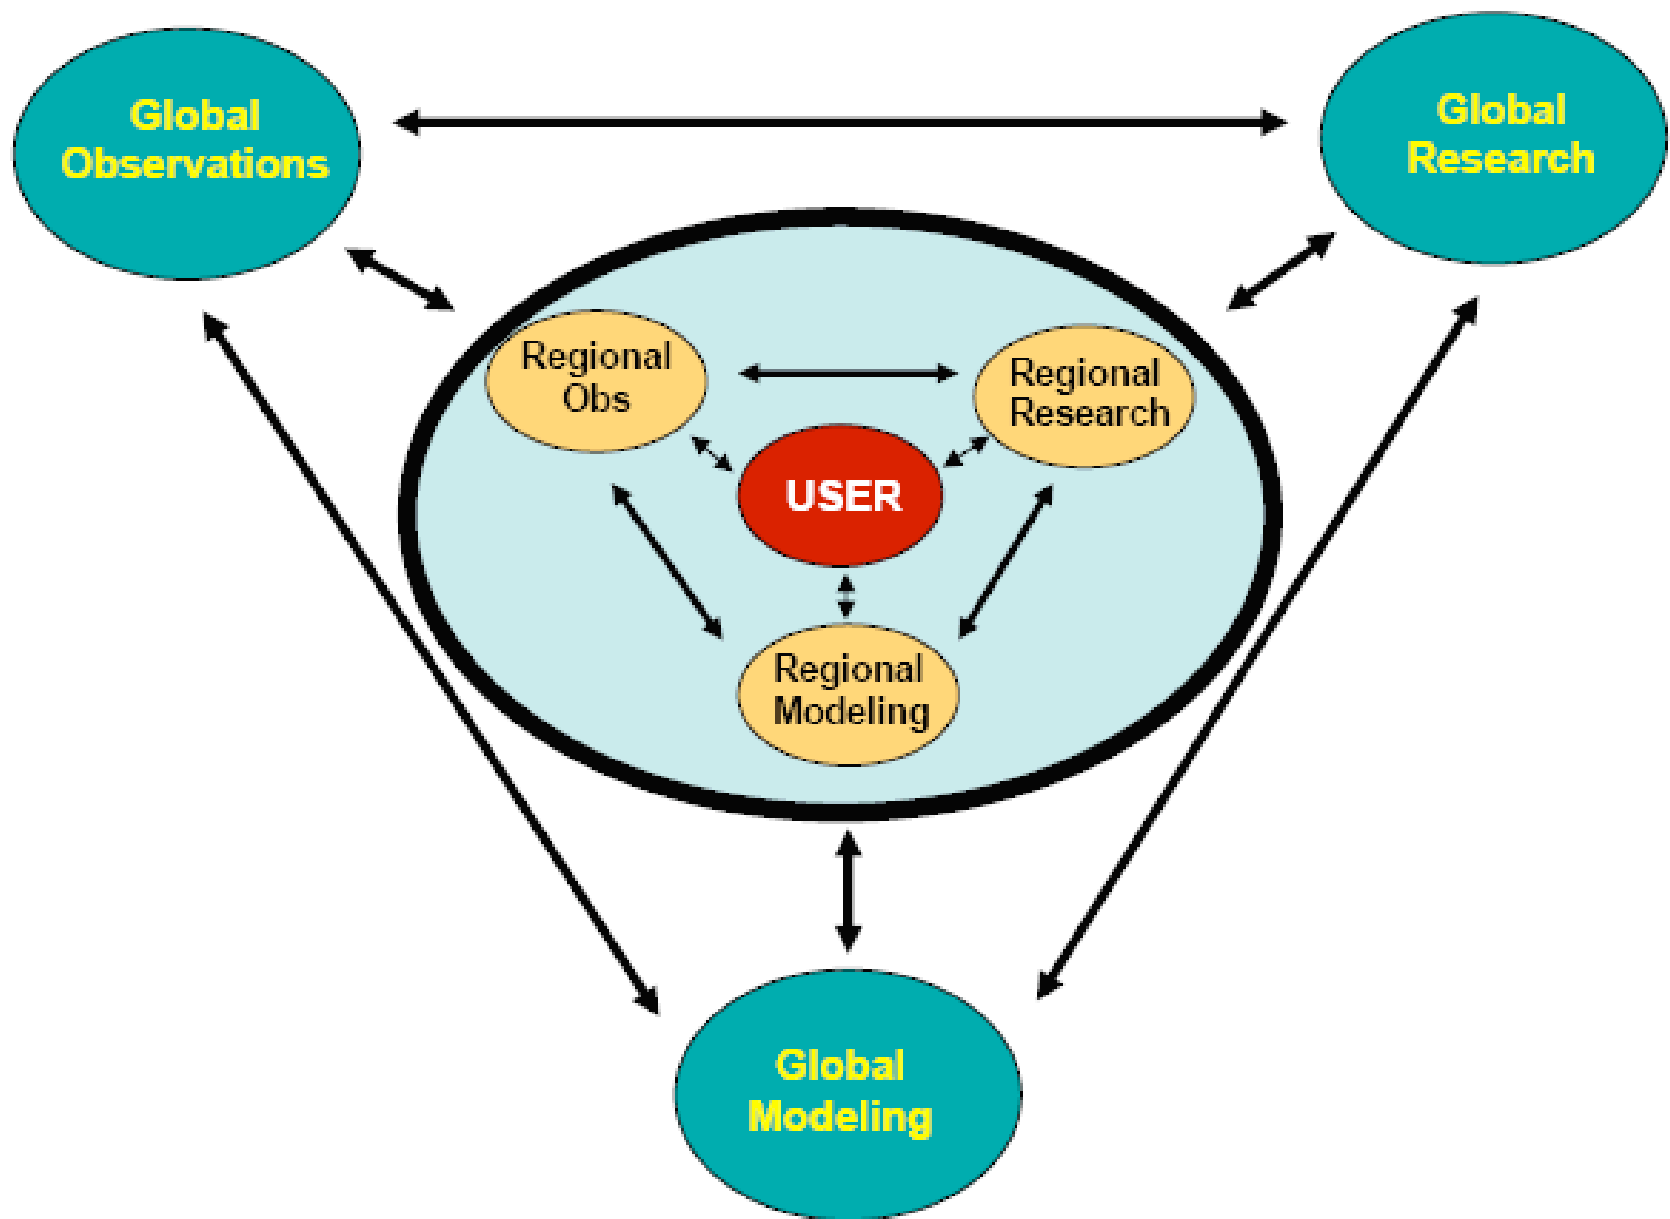 Global
Observations
Global
Research
Regional
Obs
Regional
Research
USER
Regional
Modeling
Global
Modeling